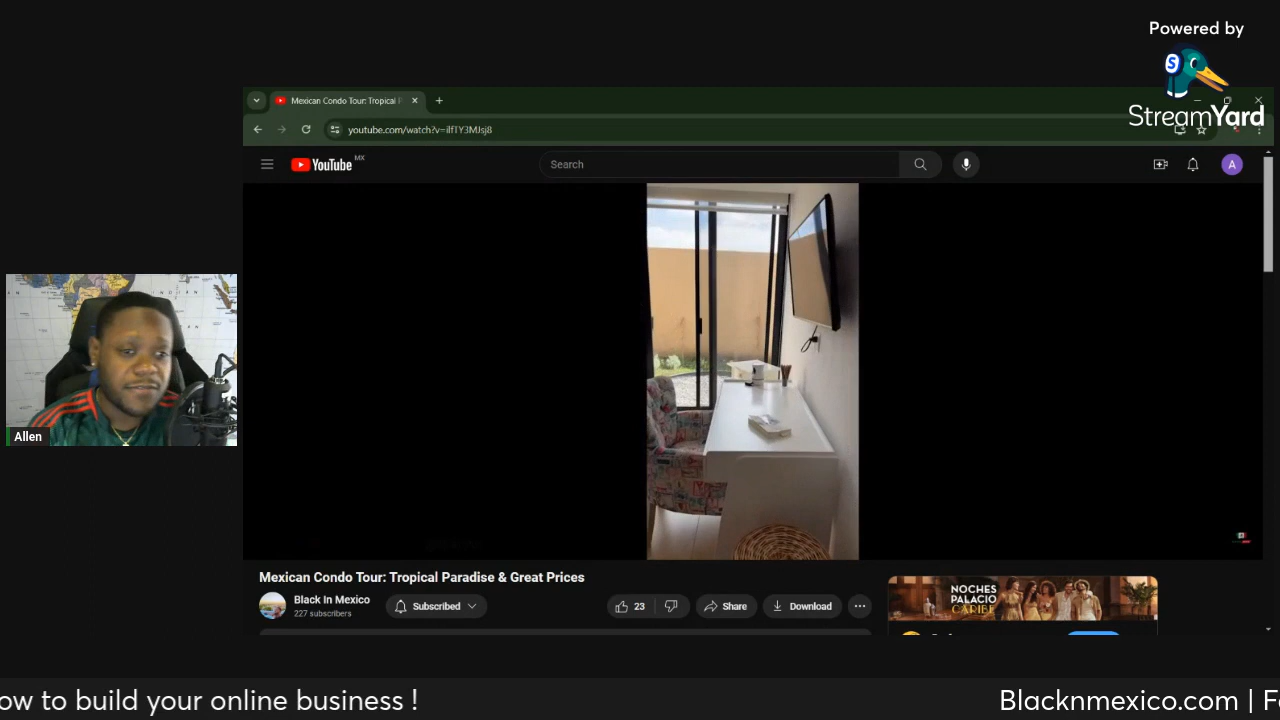 Powered by
StreamYard
Mexican Condo Tour: Tropical P
youtube.com/watch?v=ilfTY3MJsj8
YouTube MX
Search
A
Allen
Mexican Condo Tour: Tropical Paradise & Great Prices
Black In Mexico
227 subscribers
Subscribed
23
Share
Download
NOCHES
PALACIO
CARIBE
ow to build your online business !
Blacknmexico.com | F